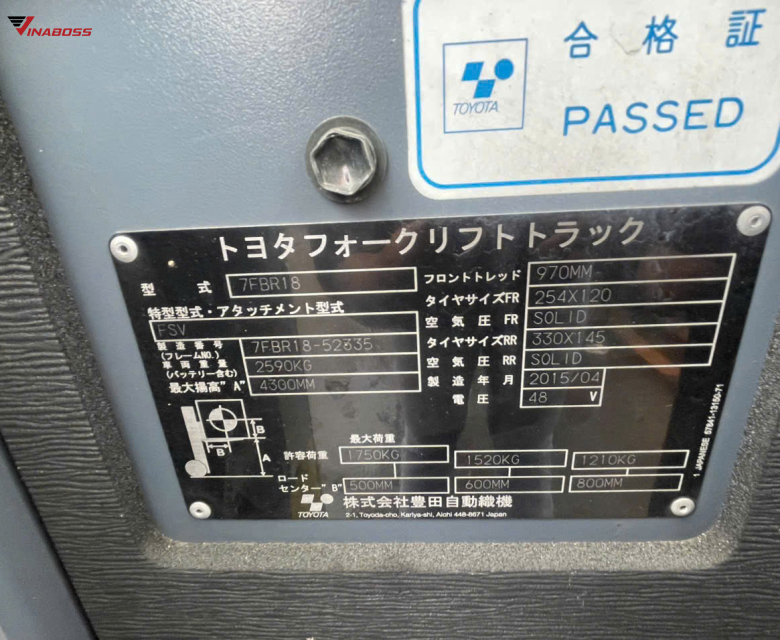 VINABOSS
合格証
TOYOTA
PASSED
トヨタフォークリフトトラック
型式 7FBR18
特型型式・アタッチメント型式
FSV
製造番号 (フレームNO.) 7FBR18-52335
車両重量 (バッテリー含む) 2590KG
最大揚高"A" 4300MM
フロントトレッド 970MM
タイヤサイズFR 254X120
空気圧 FR SOLID
タイヤサイズRR 330X145
空気圧 RR SOLID
製造年月 2015/04
電圧 48 V
B
"B"
A
最大荷重
許容荷重 1750KG 1520KG 1210KG
ロードセンター"B" 500MM 600MM 800MM
TOYOTA 株式会社豊田自動織機
2-1, Toyoda-cho, Kariya-shi, Aichi 448-8671 Japan
1 JAPANESE 57841-13150-71